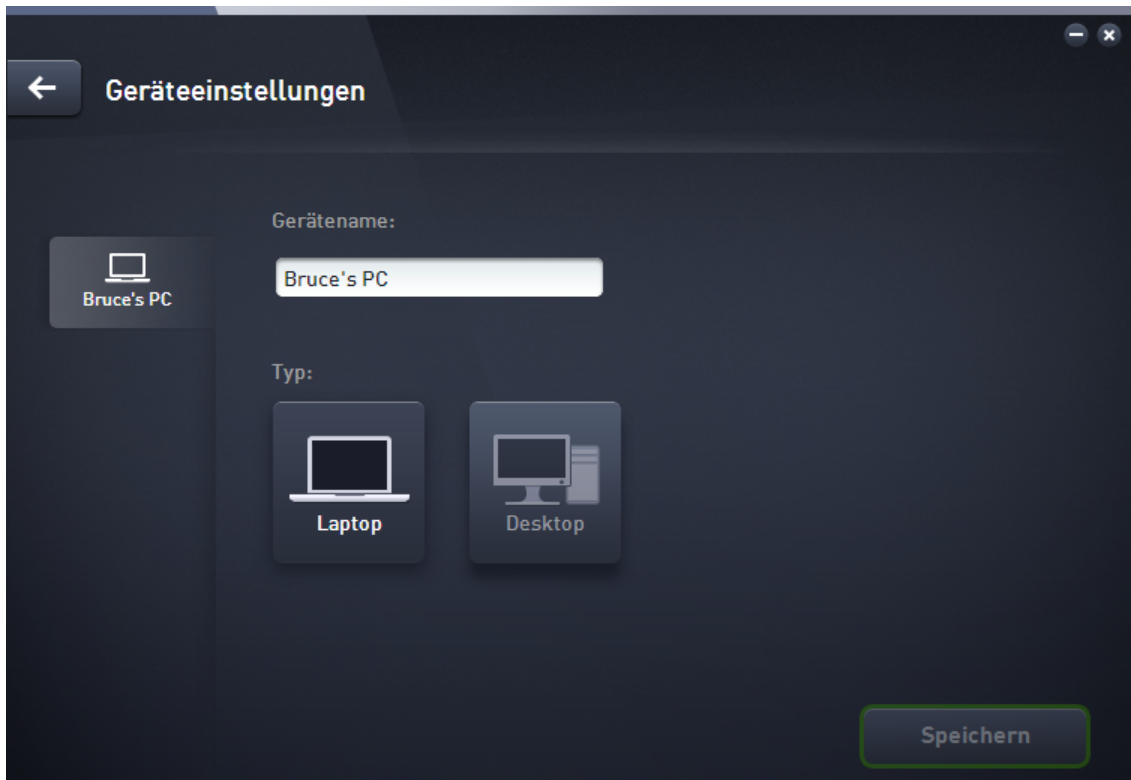 Geräteeinstellungen
Gerätename:
Bruce's PC
Bruce's PC
Typ:
Laptop
Desktop
Speichern